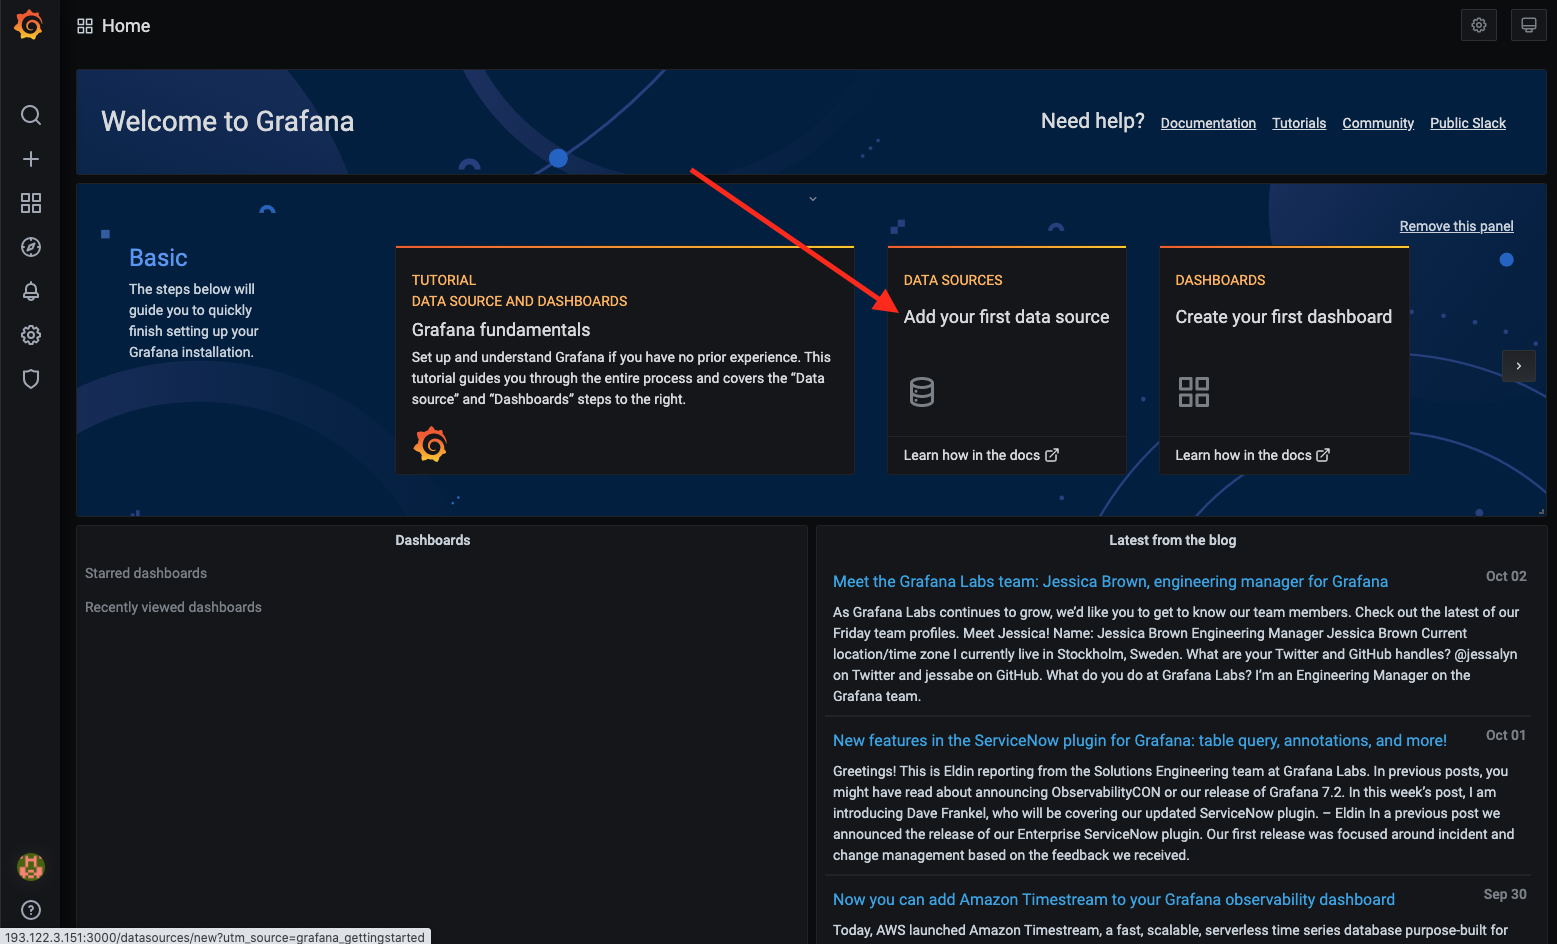 Home
Welcome to Grafana
Need help?
Documentation
Tutorials
Community
Public Slack
Remove this panel
Basic
The steps below will
guide you to quickly
finish setting up your
Grafana installation.
TUTORIAL
DATA SOURCE AND DASHBOARDS
Grafana fundamentals
Set up and understand Grafana if you have no prior experience. This
tutorial guides you through the entire process and covers the “Data
source” and “Dashboards” steps to the right.
DATA SOURCES
Add your first data source
Learn how in the docs
DASHBOARDS
Create your first dashboard
Learn how in the docs
Dashboards
Starred dashboards
Recently viewed dashboards
Latest from the blog
Meet the Grafana Labs team: Jessica Brown, engineering manager for Grafana
Oct 02
As Grafana Labs continues to grow, we’d like you to get to know our team members. Check out the latest of our
Friday team profiles. Meet Jessica! Name: Jessica Brown Engineering Manager Jessica Brown Current
location/time zone I currently live in Stockholm, Sweden. What are your Twitter and GitHub handles? @jessalyn
on Twitter and jessabe on GitHub. What do you do at Grafana Labs? I’m an Engineering Manager on the
Grafana team.
New features in the ServiceNow plugin for Grafana: table query, annotations, and more!
Oct 01
Greetings! This is Eldin reporting from the Solutions Engineering team at Grafana Labs. In previous posts, you
might have read about announcing ObservabilityCON or our release of Grafana 7.2. In this week’s post, I am
introducing Dave Frankel, who will be covering our updated ServiceNow plugin. – Eldin In a previous post we
announced the release of our Enterprise ServiceNow plugin. Our first release was focused around incident and
change management based on the feedback we received.
Now you can add Amazon Timestream to your Grafana observability dashboard
Sep 30
Today, AWS launched Amazon Timestream, a fast, scalable, serverless time series database purpose-built for
193.122.3.151:3000/datasources/new?utm_source=grafana_gettingstarted